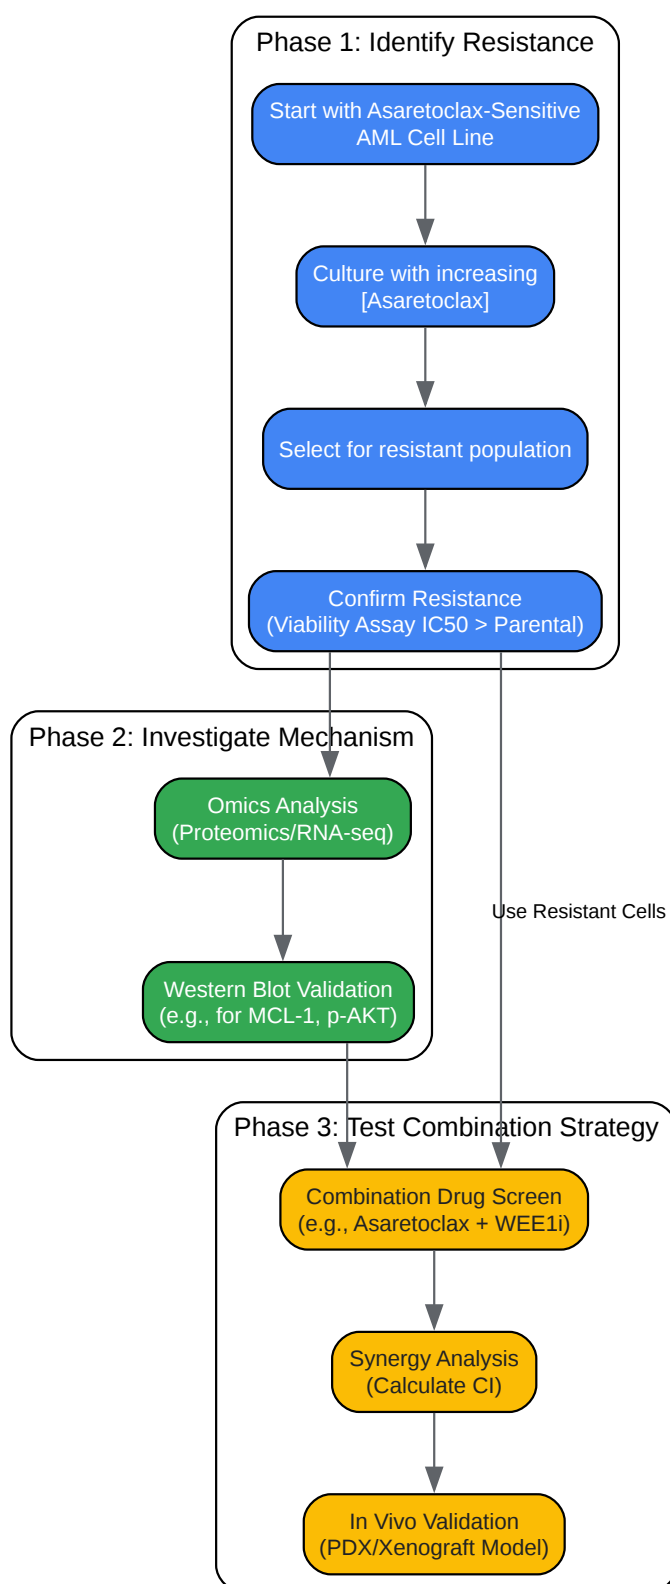 Phase 1: Identify Resistance
Start with Asaretoclax-Sensitive
AML Cell Line
Culture with increasing
[Asaretoclax]
Select for resistant population
Confirm Resistance
(Viability Assay IC50 > Parental)
Phase 2: Investigate Mechanism
Omics Analysis
(Proteomics/RNA-seq)
Use Resistant Cells
Western Blot Validation
(e.g., for MCL-1, p-AKT)
Phase 3: Test Combination Strategy
Combination Drug Screen
(e.g., Asaretoclax + WEE1i)
Synergy Analysis
(Calculate CI)
In Vivo Validation
(PDX/Xenograft Model)